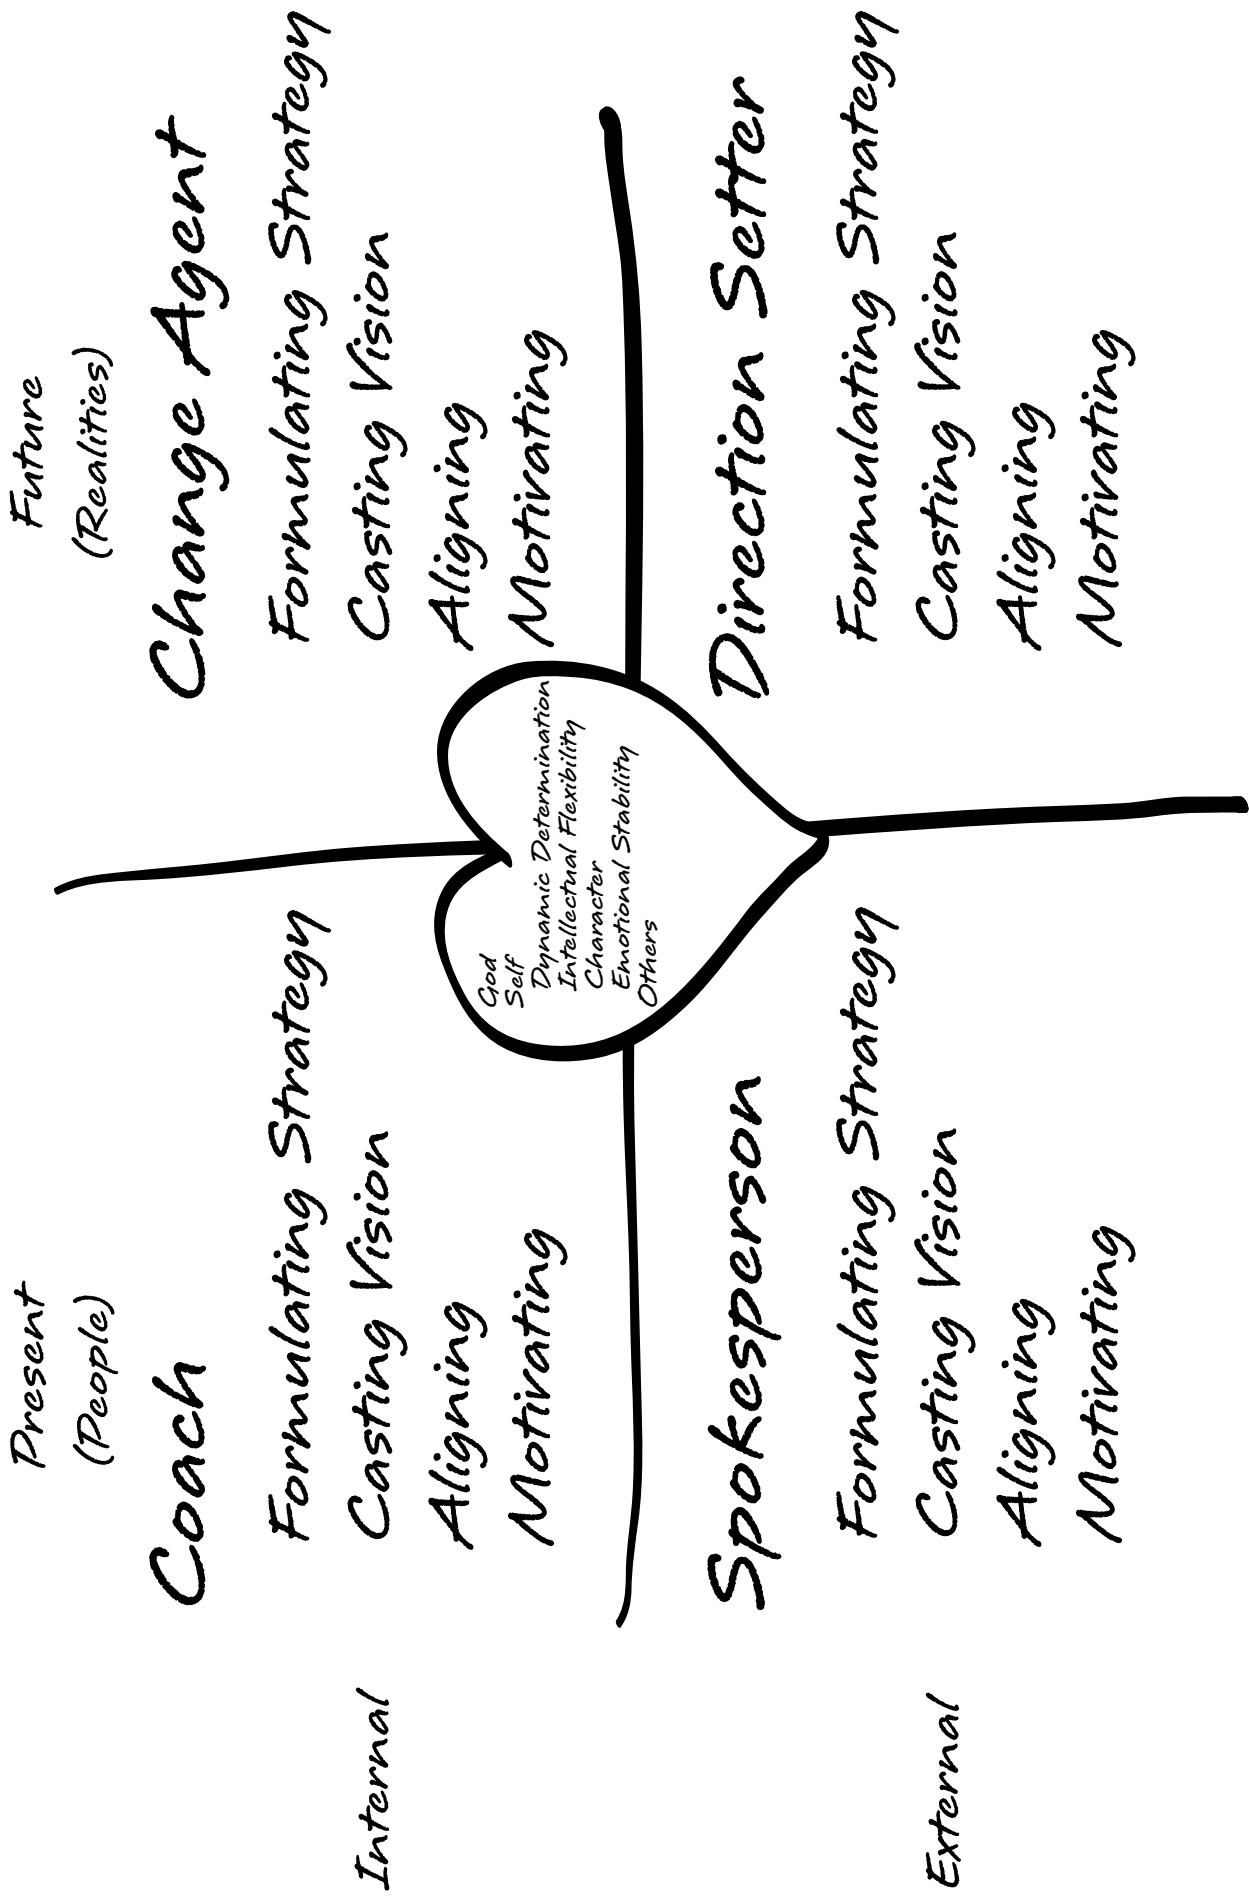 Present
(People)
Future
(Realities)
Internal
Coach
Formulating Strategy
Casting Vision
Aligning
Motivating
Change Agent
Formulating Strategy
Casting Vision
Aligning
Motivating
God
Self
Dynamic Determination
Intellectual Flexibility
Character
Emotional Stability
Others
External
Spokesperson
Formulating Strategy
Casting Vision
Aligning
Motivating
Direction Setter
Formulating Strategy
Casting Vision
Aligning
Motivating